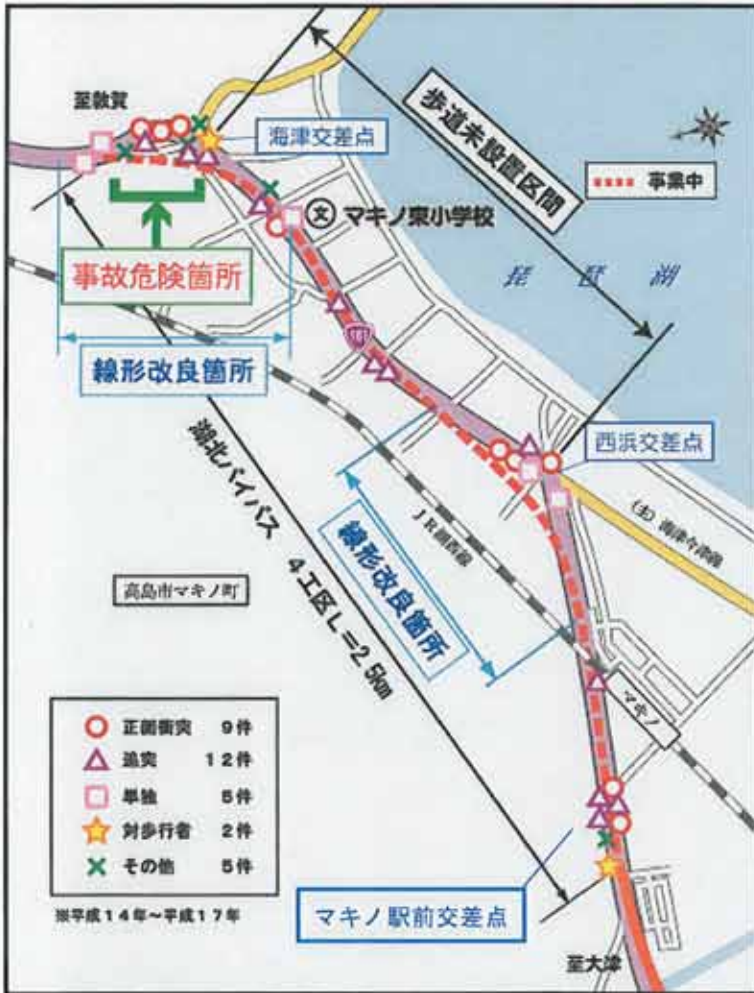 至敦賀
海津交差点
歩道未設置区間
事業中
マキノ東小学校
文
琵琶湖
事故危険箇所
線形改良箇所
161
西浜交差点
湖北バイパス 4工区L=2.5km
JR湖西線
線形改良箇所
(主)海津今津線
高島市マキノ町
マキノ
正面衝突 9件
追突 12件
単独 5件
対歩行者 2件
その他 5件
※平成14年~平成17年
マキノ駅前交差点
至大津